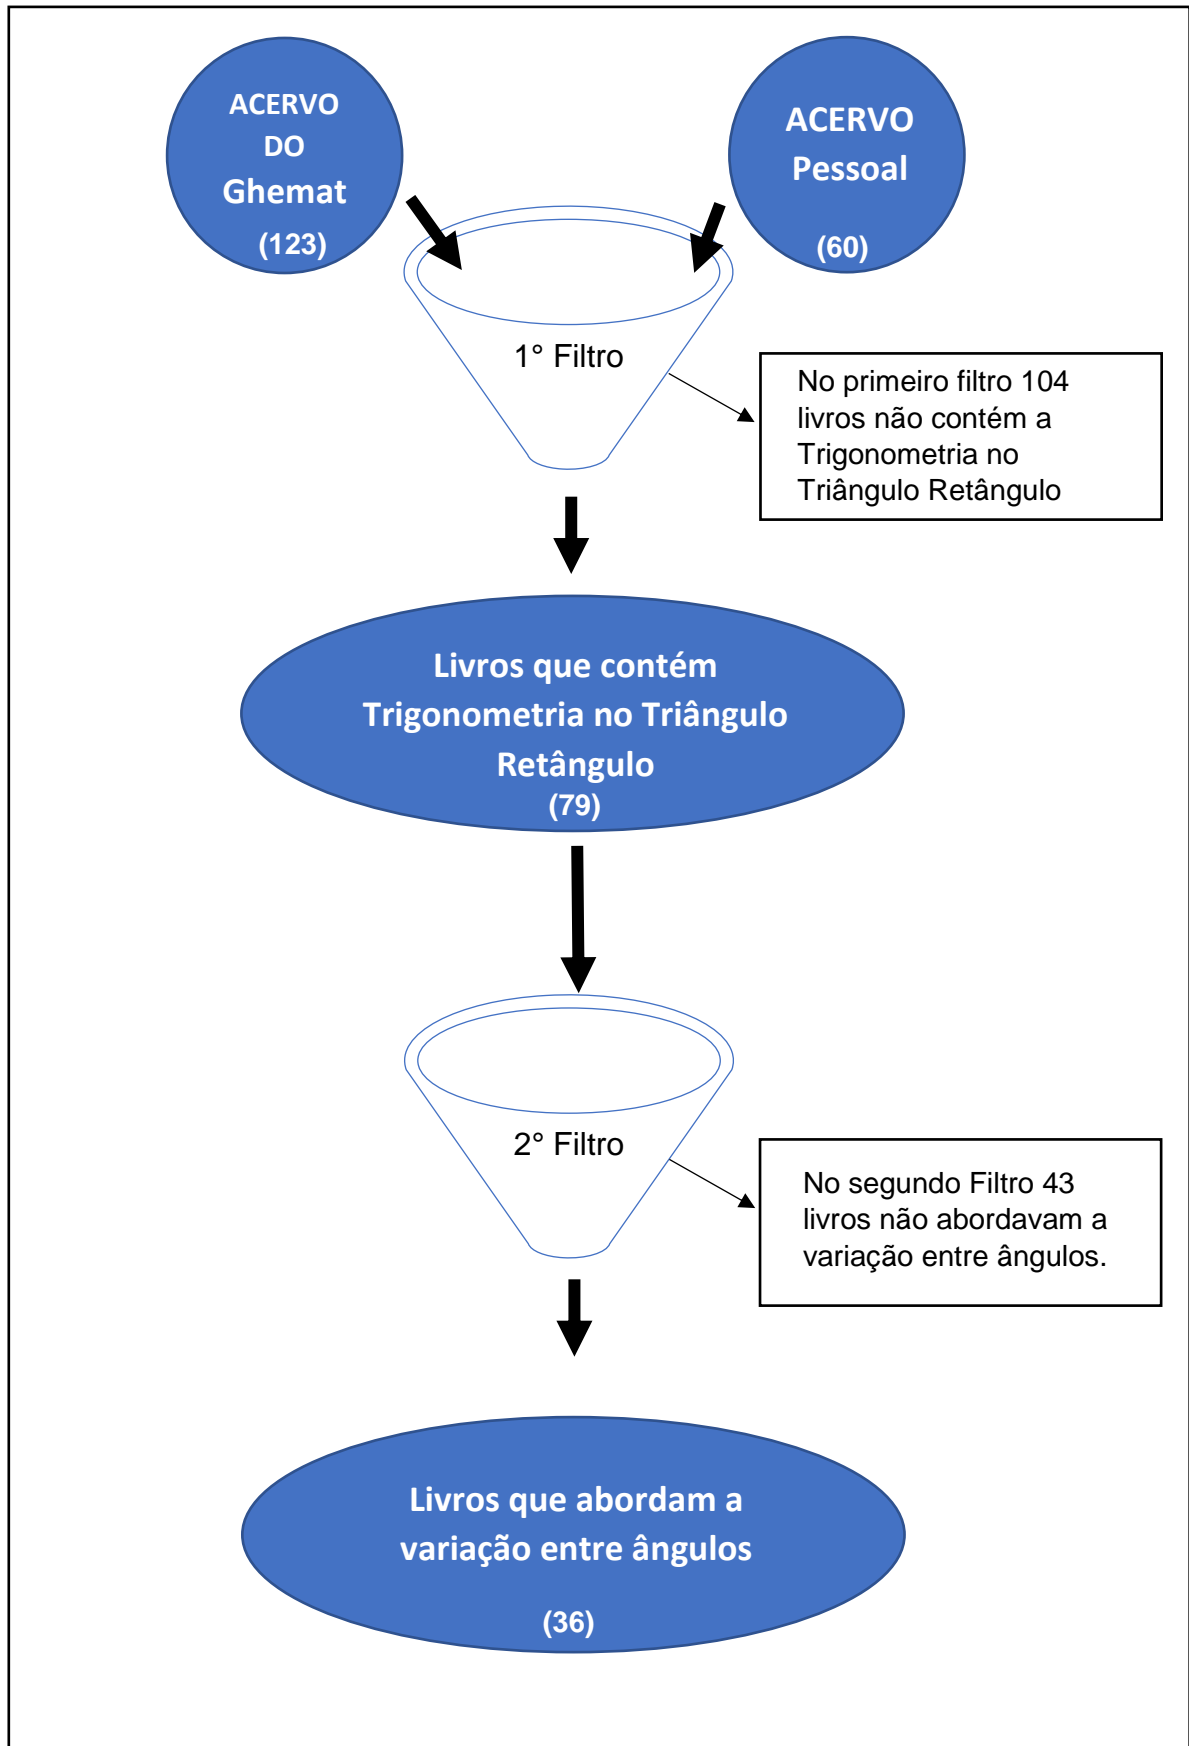 ACERVO
DO
Ghemat
(123)
ACERVO
Pessoal
(60)
1° Filtro
No primeiro filtro 104
livros não contém a
Trigonometria no
Triângulo Retângulo
Livros que contém
Trigonometria no Triângulo
Retângulo
(79)
2° Filtro
No segundo Filtro 43
livros não abordavam a
variação entre ângulos.
Livros que abordam a
variação entre ângulos
(36)